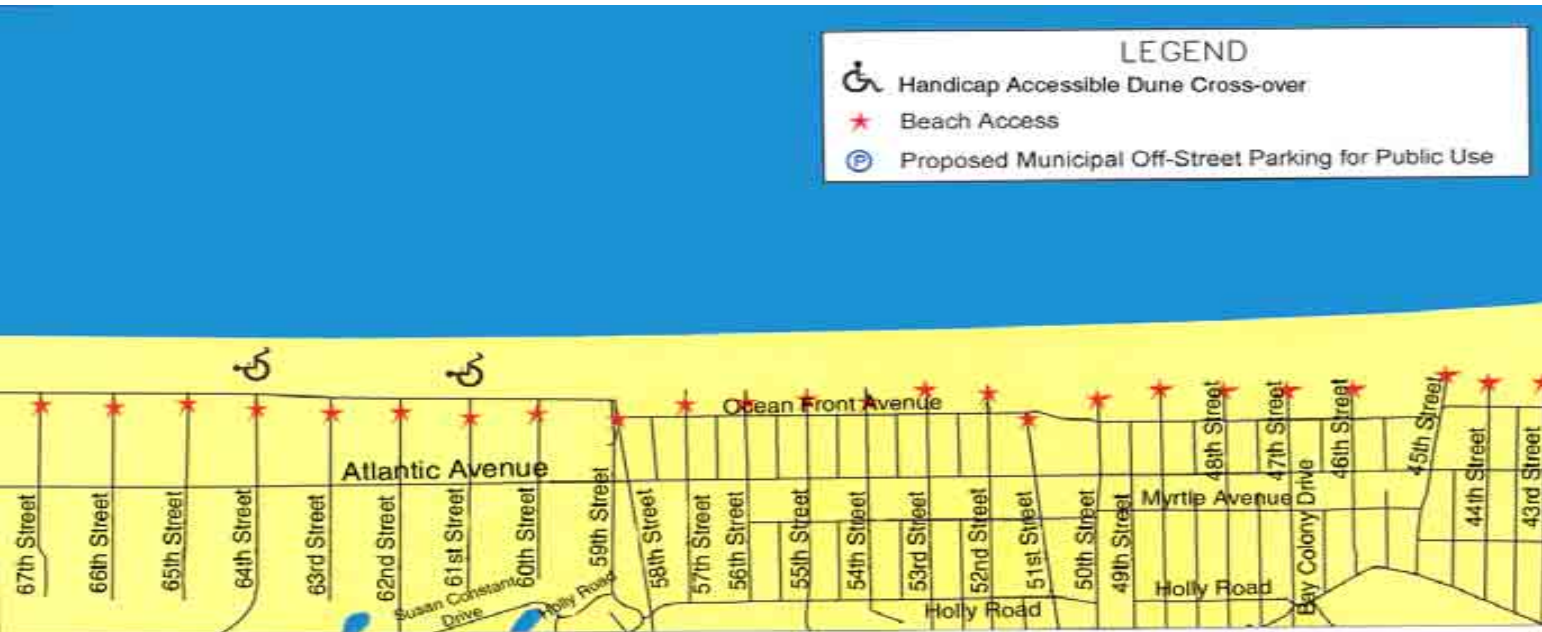 LEGEND
Handicap Accessible Dune Cross-over
Beach Access
P Proposed Municipal Off-Street Parking for Public Use
Ocean Front Avenue
Atlantic Avenue
Myrtle Avenue
67th Street
66th Street
65th Street
64th Street
63rd Street
62nd Street
61st Street
60th Street
59th Street
58th Street
57th Street
56th Street
55th Street
54th Street
53rd Street
52nd Street
51st Street
50th Street
49th Street
48th Street
47th Street
46th Street
45th Street
44th Street
43rd Street
Bay Colony Drive
Susan Constant
Drive
Holly Road
Holly Road
Holly Road